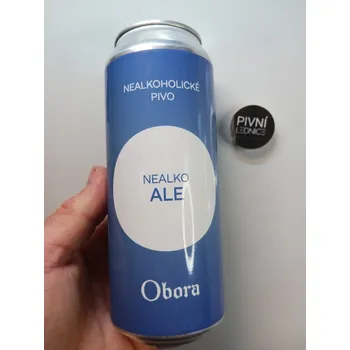 NEALKOHOLICKÉ
PIVO
PIVNÍ
LEDNICE
NEALKO
ALE
Obora